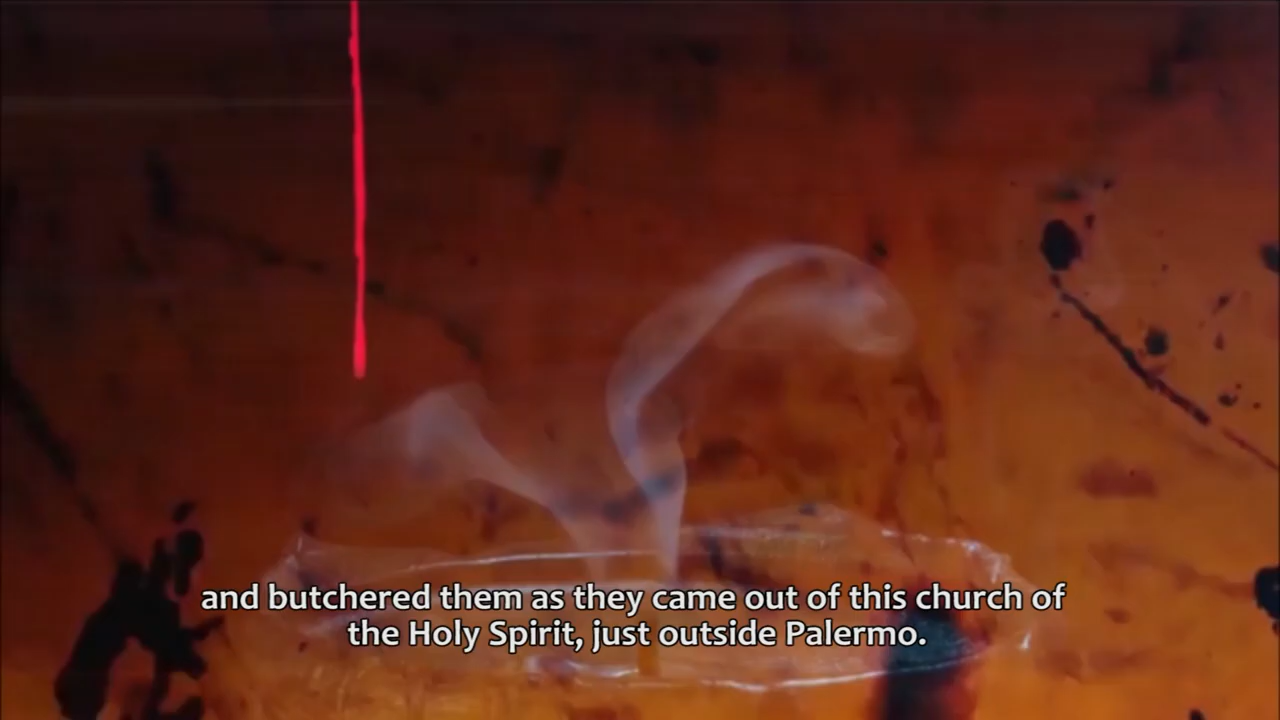 and butchered them as they came out of this church of
the Holy Spirit, just outside Palermo.